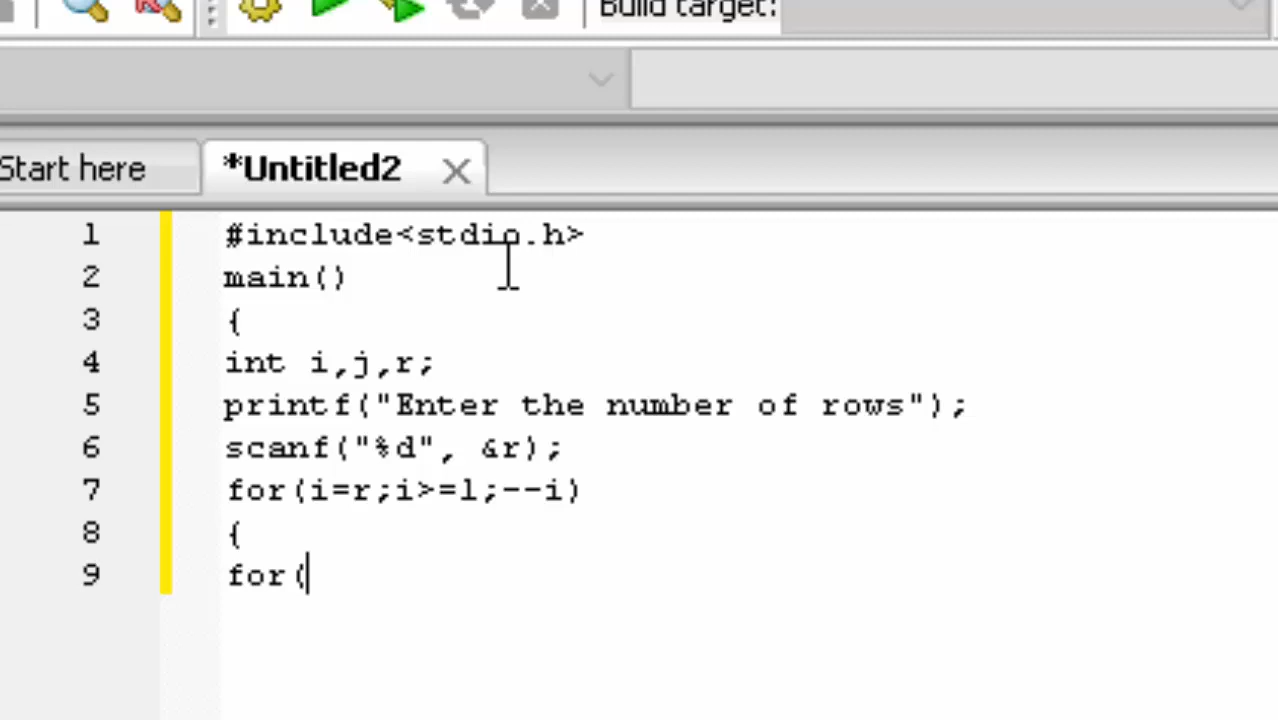 Build target:
Start here
*Untitled2
1 #include<stdio.h>
2 main()
3 {
4 int i,j,r;
5 printf("Enter the number of rows");
6 scanf("%d", &r);
7 for(i=r;i>=1;--i)
8 {
9 for(